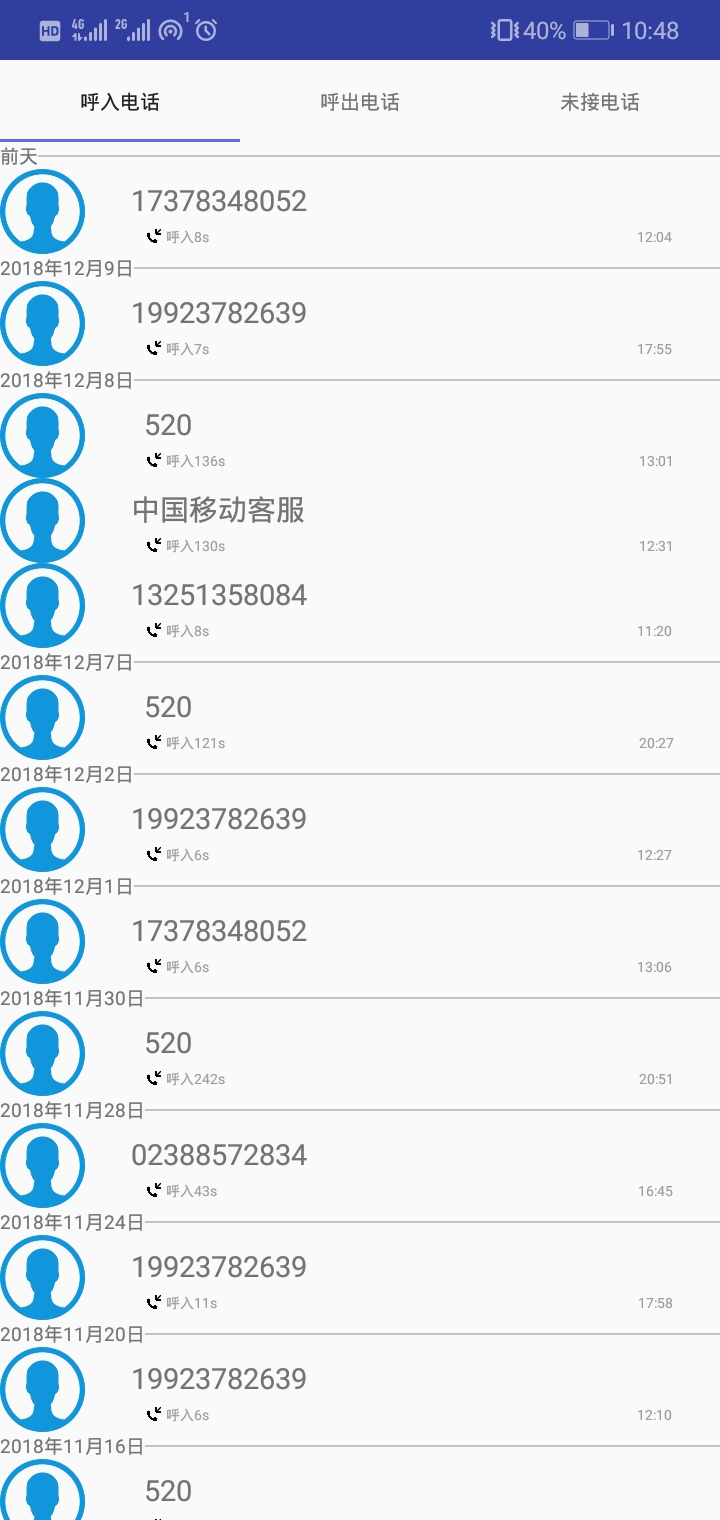 HD 4G 2G 1 40% 10:48
呼入电话 呼出电话 未接电话
前天
17378348052
呼入8s 12:04
2018年12月9日
19923782639
呼入7s 17:55
2018年12月8日
520
呼入136s 13:01
中国移动客服
呼入130s 12:31
13251358084
呼入8s 11:20
2018年12月7日
520
呼入121s 20:27
2018年12月2日
19923782639
呼入6s 12:27
2018年12月1日
17378348052
呼入6s 13:06
2018年11月30日
520
呼入242s 20:51
2018年11月28日
02388572834
呼入43s 16:45
2018年11月24日
19923782639
呼入11s 17:58
2018年11月20日
19923782639
呼入6s 12:10
2018年11月16日
520